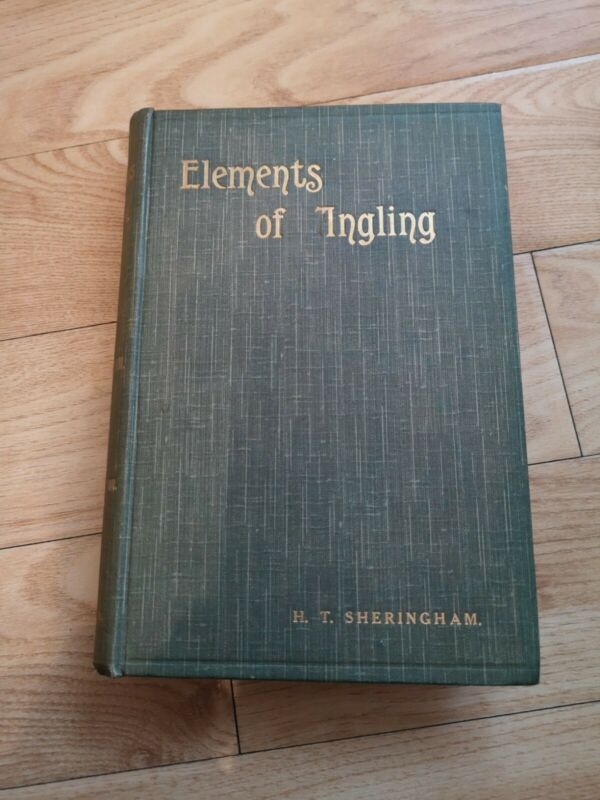 Elements
of Angling
H. T. SHERINGHAM.